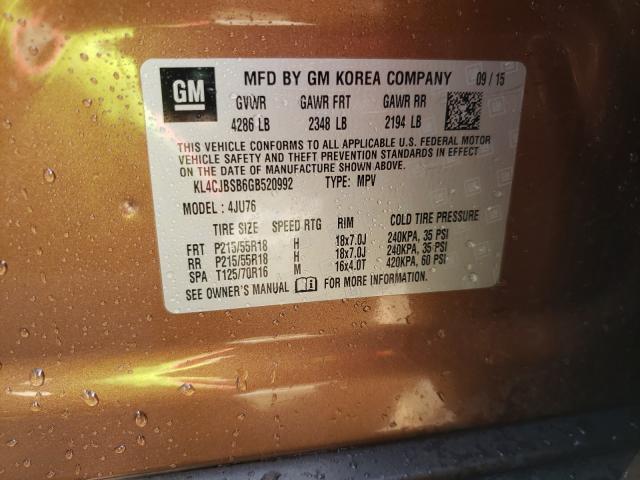 GM MFD BY GM KOREA COMPANY 09/15
GVWR GAWR FRT GAWR RR
4286 LB 2348 LB 2194 LB
THIS VEHICLE CONFORMS TO ALL APPLICABLE U.S. FEDERAL MOTOR
VEHICLE SAFETY AND THEFT PREVENTION STANDARDS IN EFFECT
ON THE DATE OF MANUFACTURE SHOWN ABOVE.
KL4CJBSB6GB520992 TYPE: MPV
MODEL: 4JU76
TIRE SIZE SPEED RTG RIM COLD TIRE PRESSURE
FRT P215/55R18 H 18x7.0J 240KPA, 35 PSI
RR P215/55R18 H 18x7.0J 240KPA, 35 PSI
SPA T125/70R16 M 16x4.0T 420KPA, 60 PSI
SEE OWNER'S MANUAL FOR MORE INFORMATION.